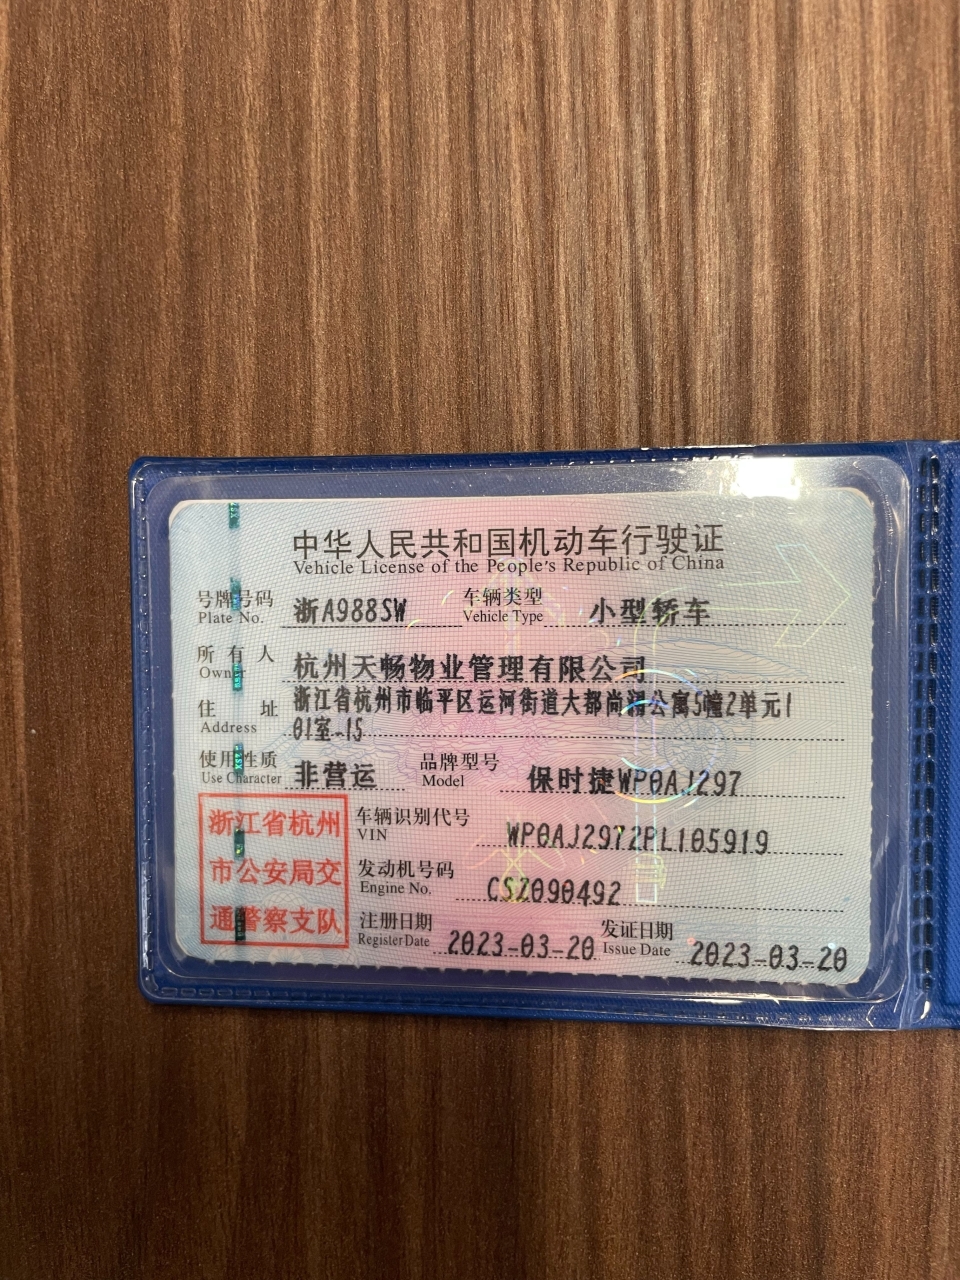 中华人民共和国机动车行驶证
Vehicle License of the People's Republic of China
号牌号码 浙A988SW 车辆类型 小型轿车
Plate No. Vehicle Type
所有人 杭州天畅物业管理有限公司
Owner
住址 浙江省杭州市临平区运河街道大都尚湾公寓5幢2单元1
Address 01室-15
使用性质 非营运 品牌型号 保时捷WP0AJ297
Use Character Model
浙江省杭州 车辆识别代号 WP0AJ2972PL105919
VIN
市公安局交 发动机号码 CSZ090492
Engine No.
通警察支队 注册日期 2023-03-20 发证日期 2023-03-20
Register Date Issue Date